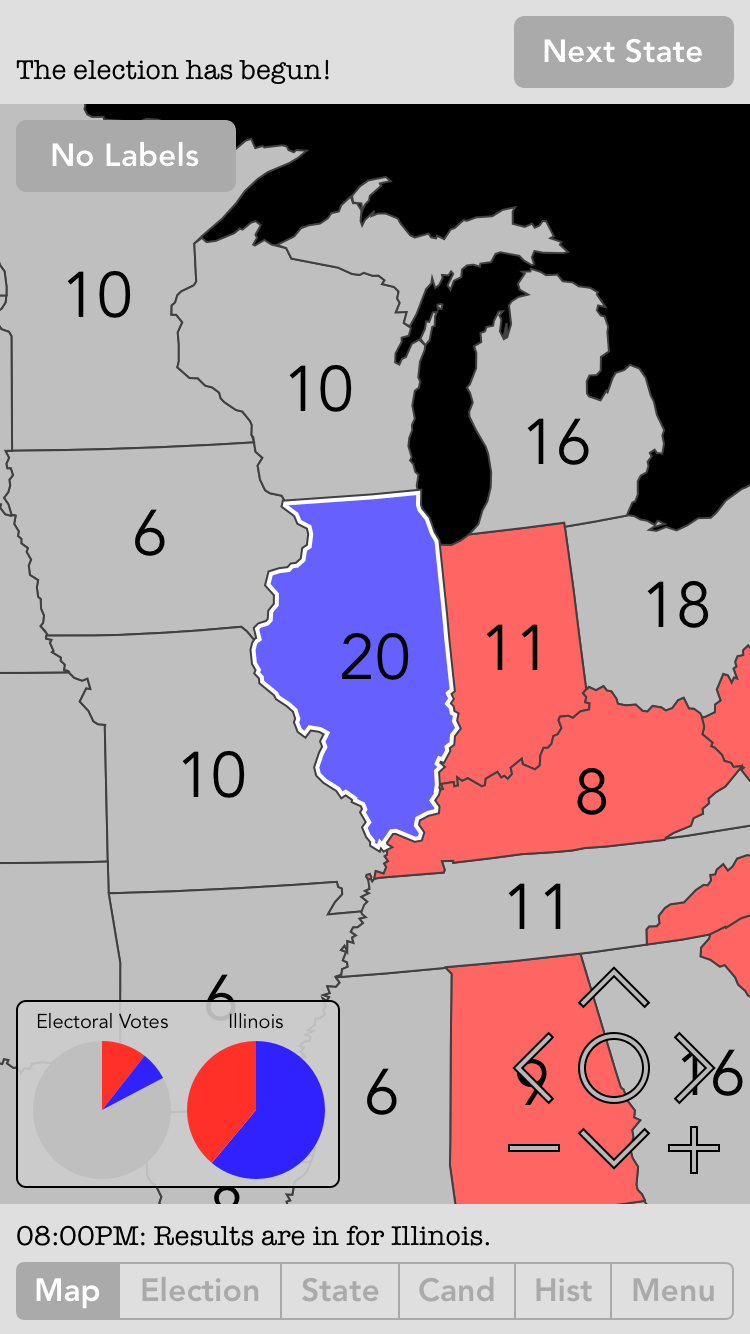 Next State
The election has begun!
No Labels
10
10
16
6
18
11
20
10
8
11
6
Electoral Votes Illinois
9
16
6
08:00PM: Results are in for Illinois.
Map Election State Cand Hist Menu